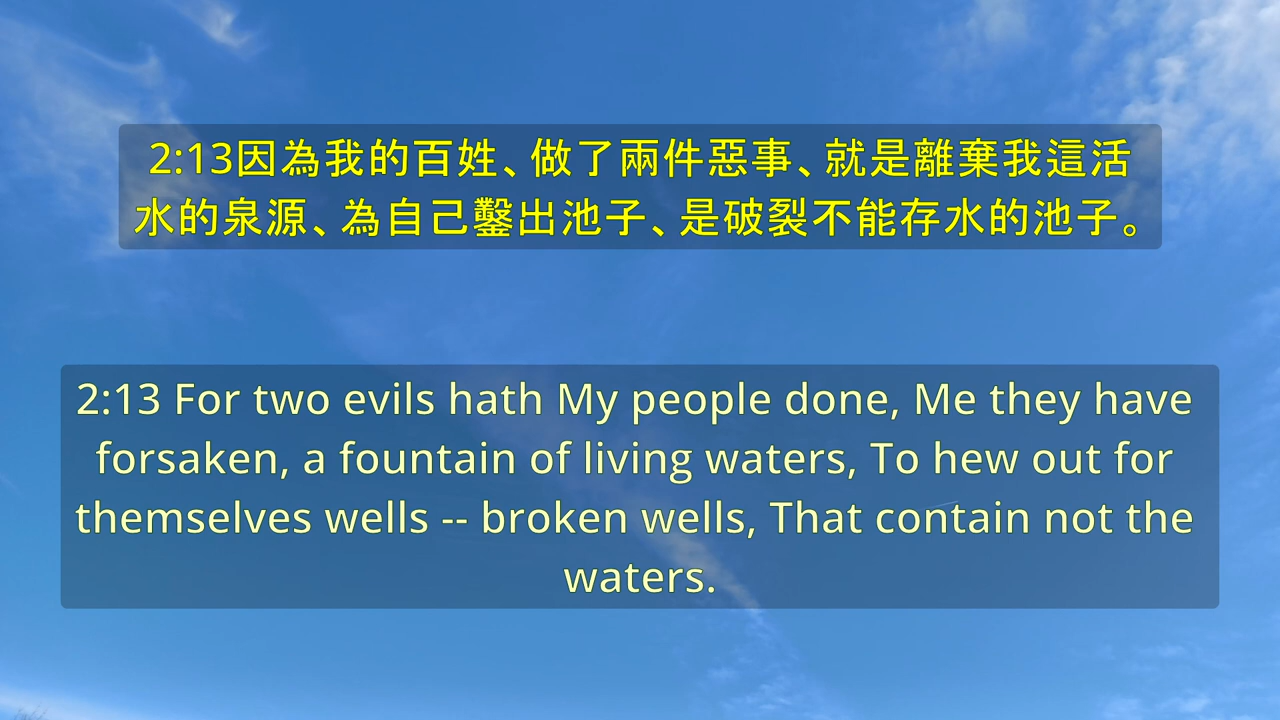 2:13因為我的百姓、做了兩件惡事、就是離棄我這活
水的泉源、為自己鑿出池子、是破裂不能存水的池子。
2:13 For two evils hath My people done, Me they have
forsaken, a fountain of living waters, To hew out for
themselves wells -- broken wells, That contain not the
waters.